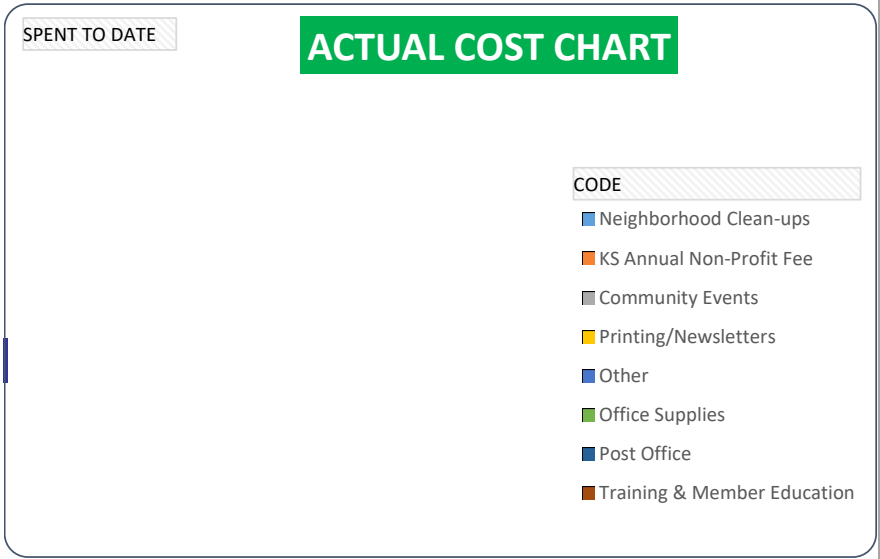 SPENT TO DATE
ACTUAL COST CHART
CODE
Neighborhood Clean-ups
KS Annual Non-Profit Fee
Community Events
Printing/Newsletters
Other
Office Supplies
Post Office
Training & Member Education